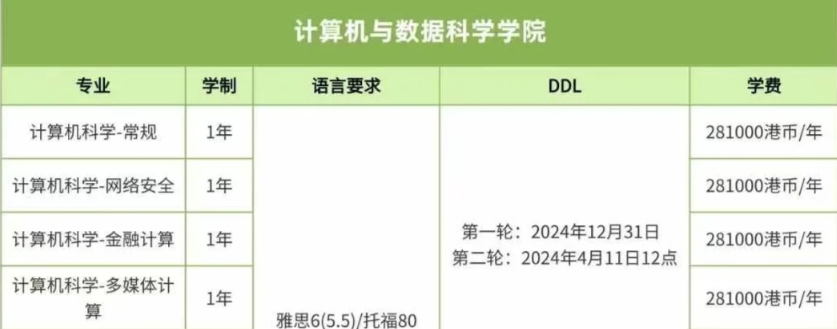 计算机与数据科学学院
专业 学制 语言要求 DDL 学费
计算机科学-常规 1年 281000港币/年
计算机科学-网络安全 1年 281000港币/年
计算机科学-金融计算 1年 281000港币/年
第一轮：2024年12月31日
第二轮：2024年4月11日12点
计算机科学-多媒体计
算 1年 281000港币/年
雅思6(5.5)/托福80